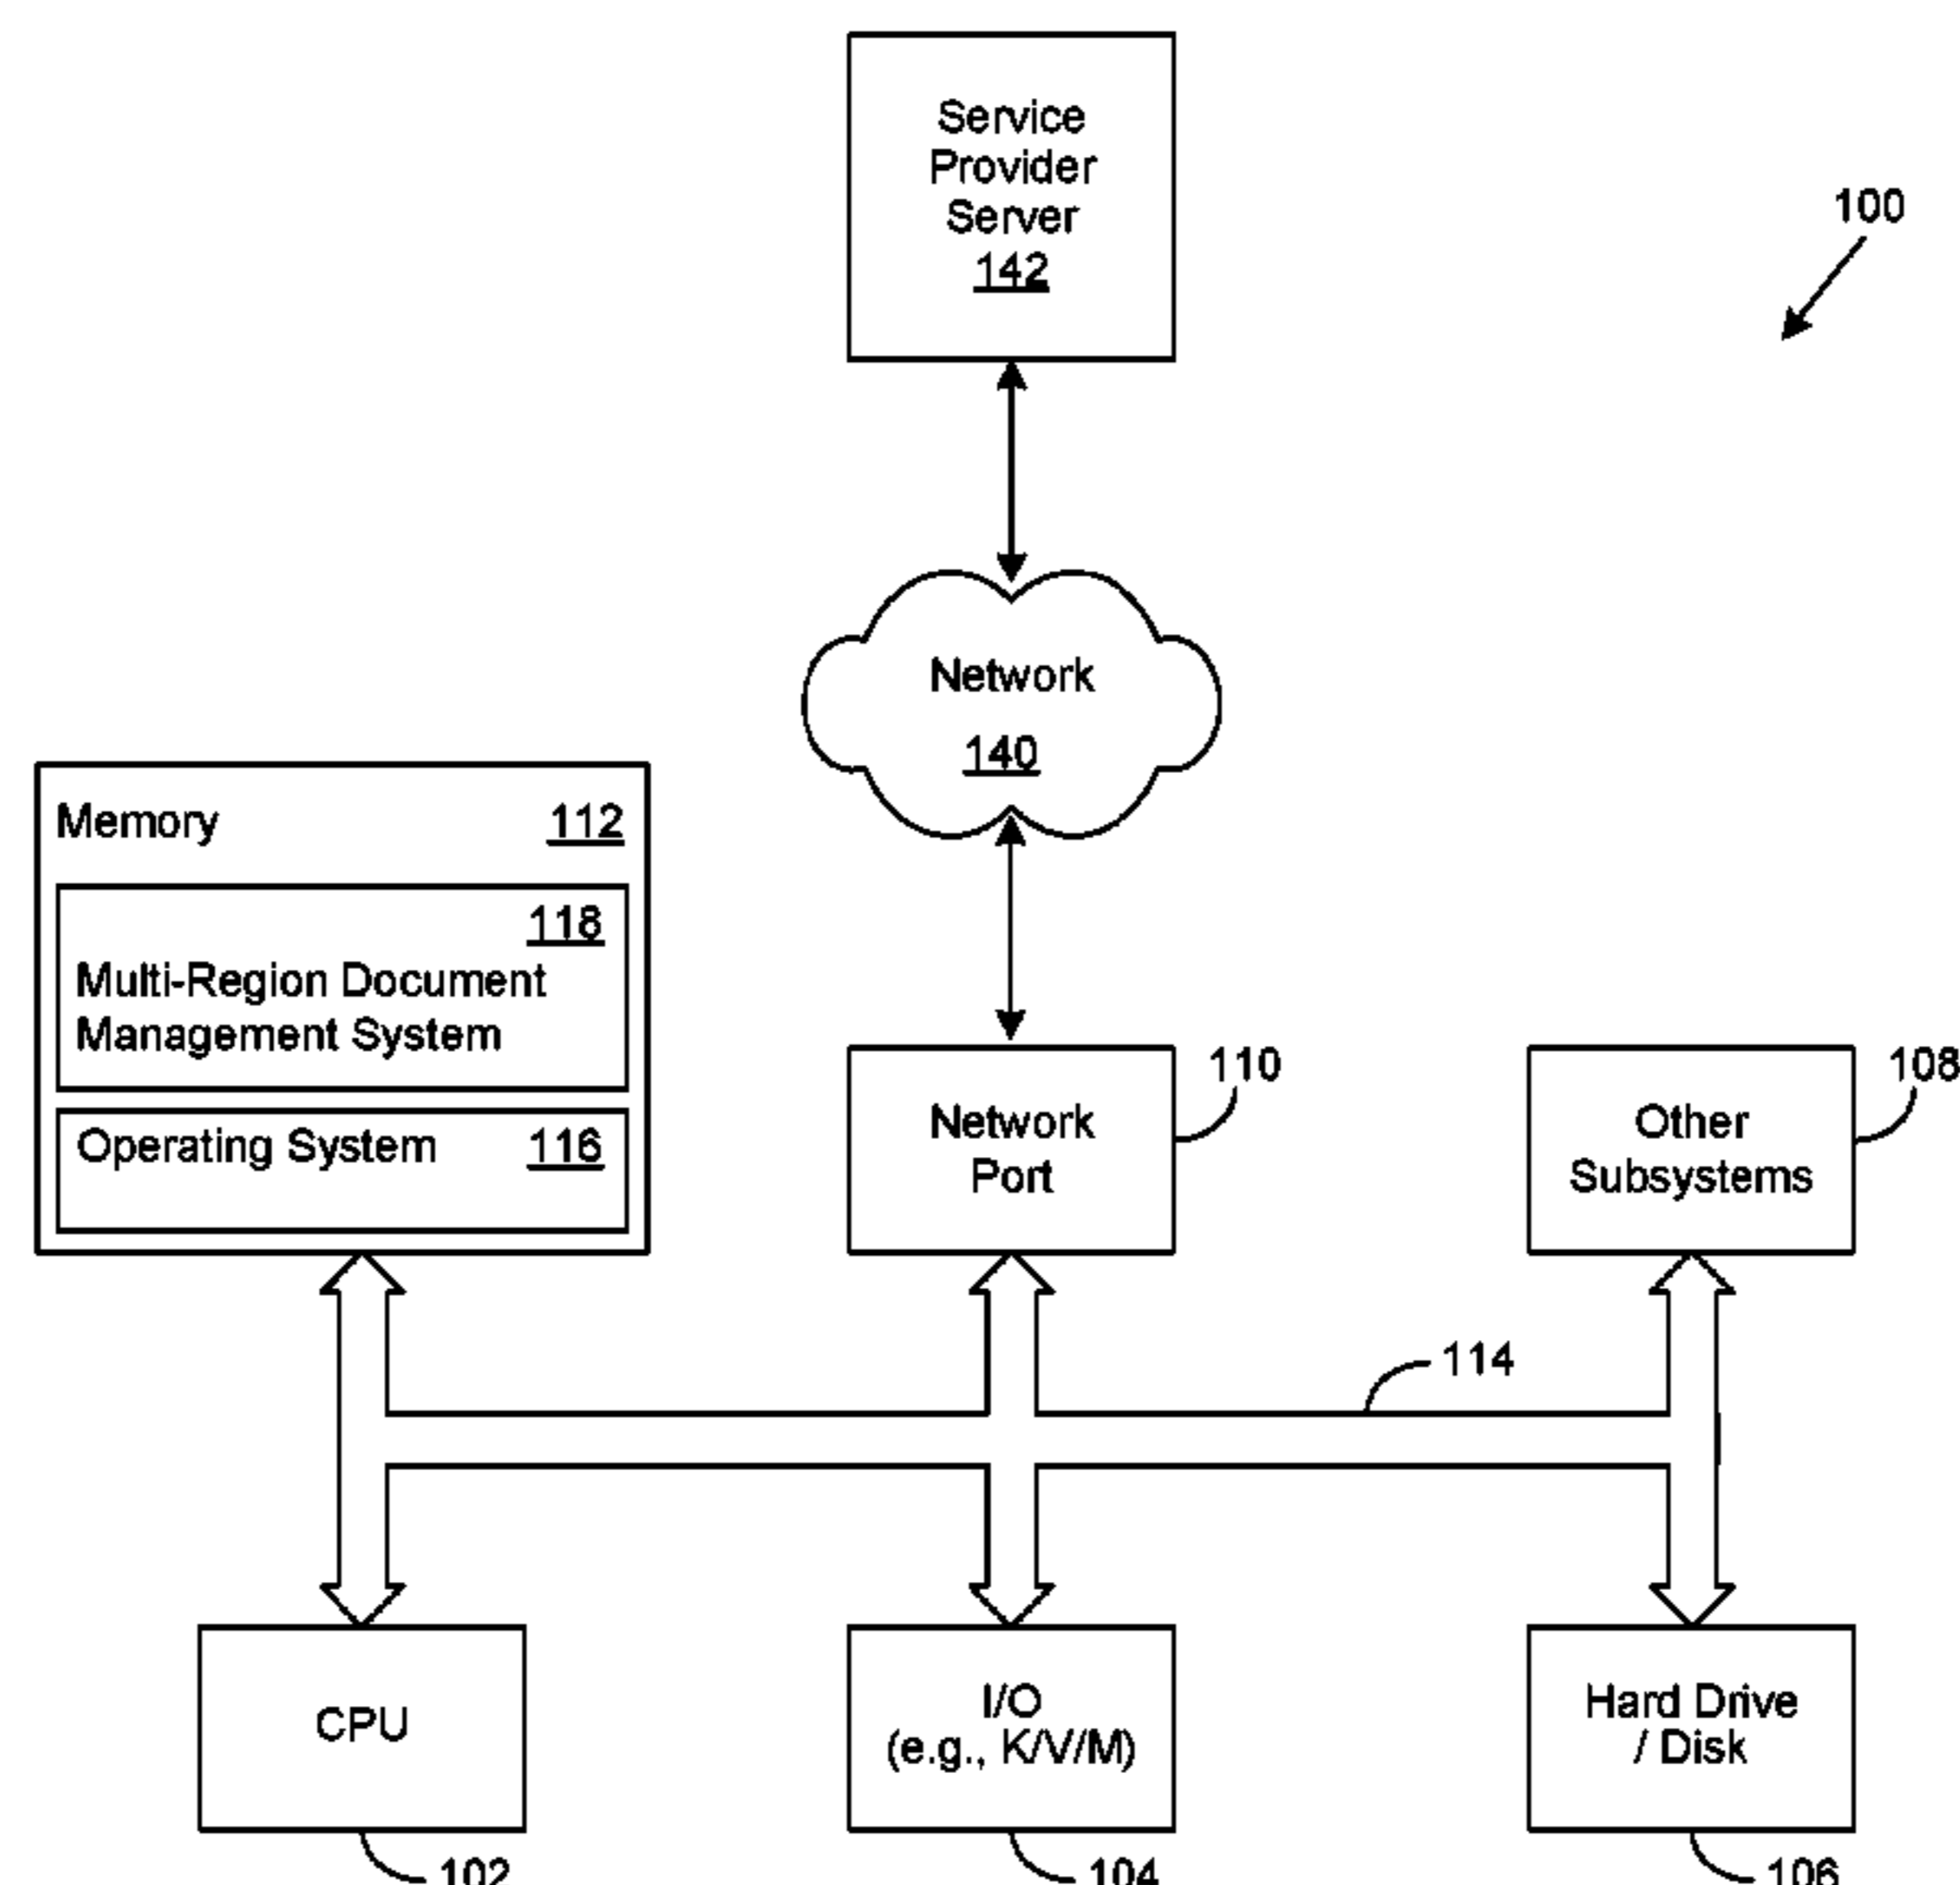 Service
Provider
Server
142
100
Network
140
Memory 112
118
Multi-Region Document
Management System
Operating System 116
Network
Port
110
Other
Subsystems
108
114
CPU
102
I/O
(e.g., K/V/M)
104
Hard Drive
/ Disk
106